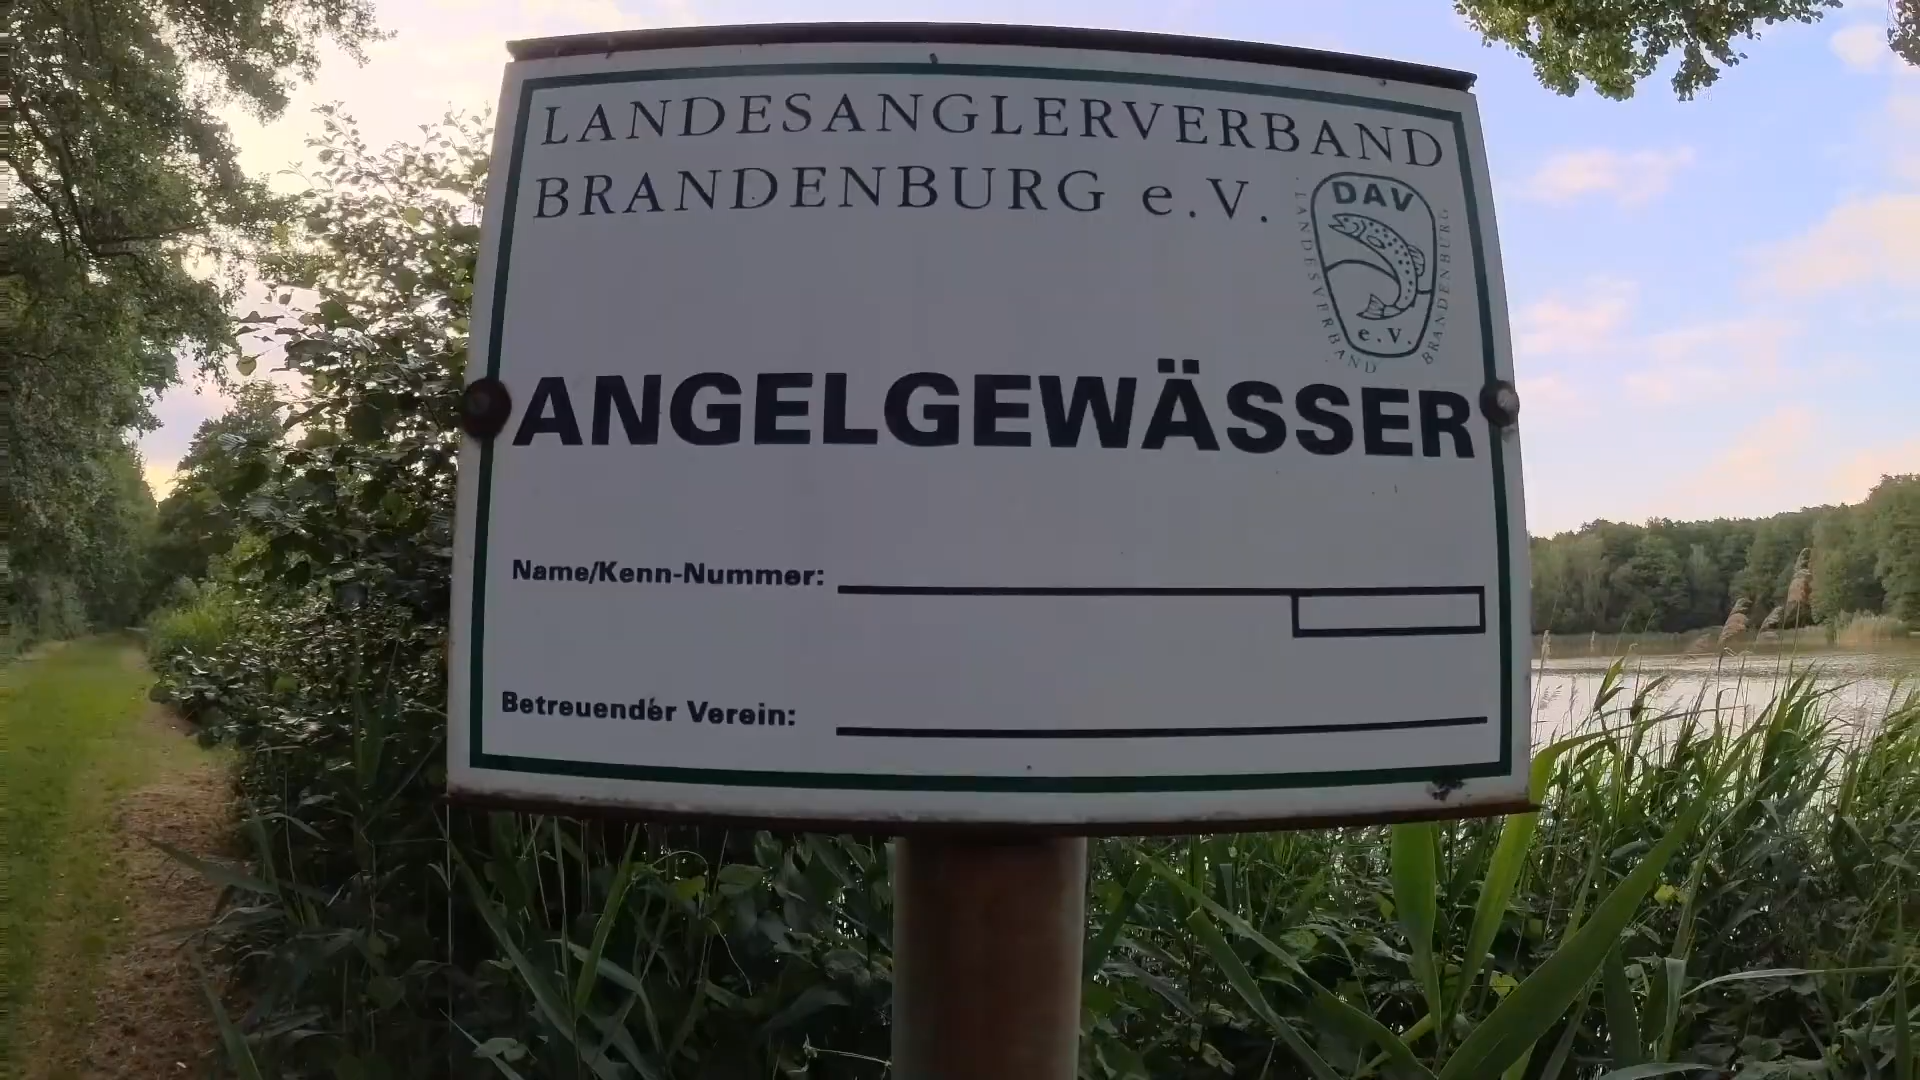 LANDESANGLERVERBAND
BRANDENBURG e.V.
DAV
LANDESVERBAND BRANDENBURG
e.V.
ANGELGEWÄSSER
Name/Kenn-Nummer:
Betreuender Verein: